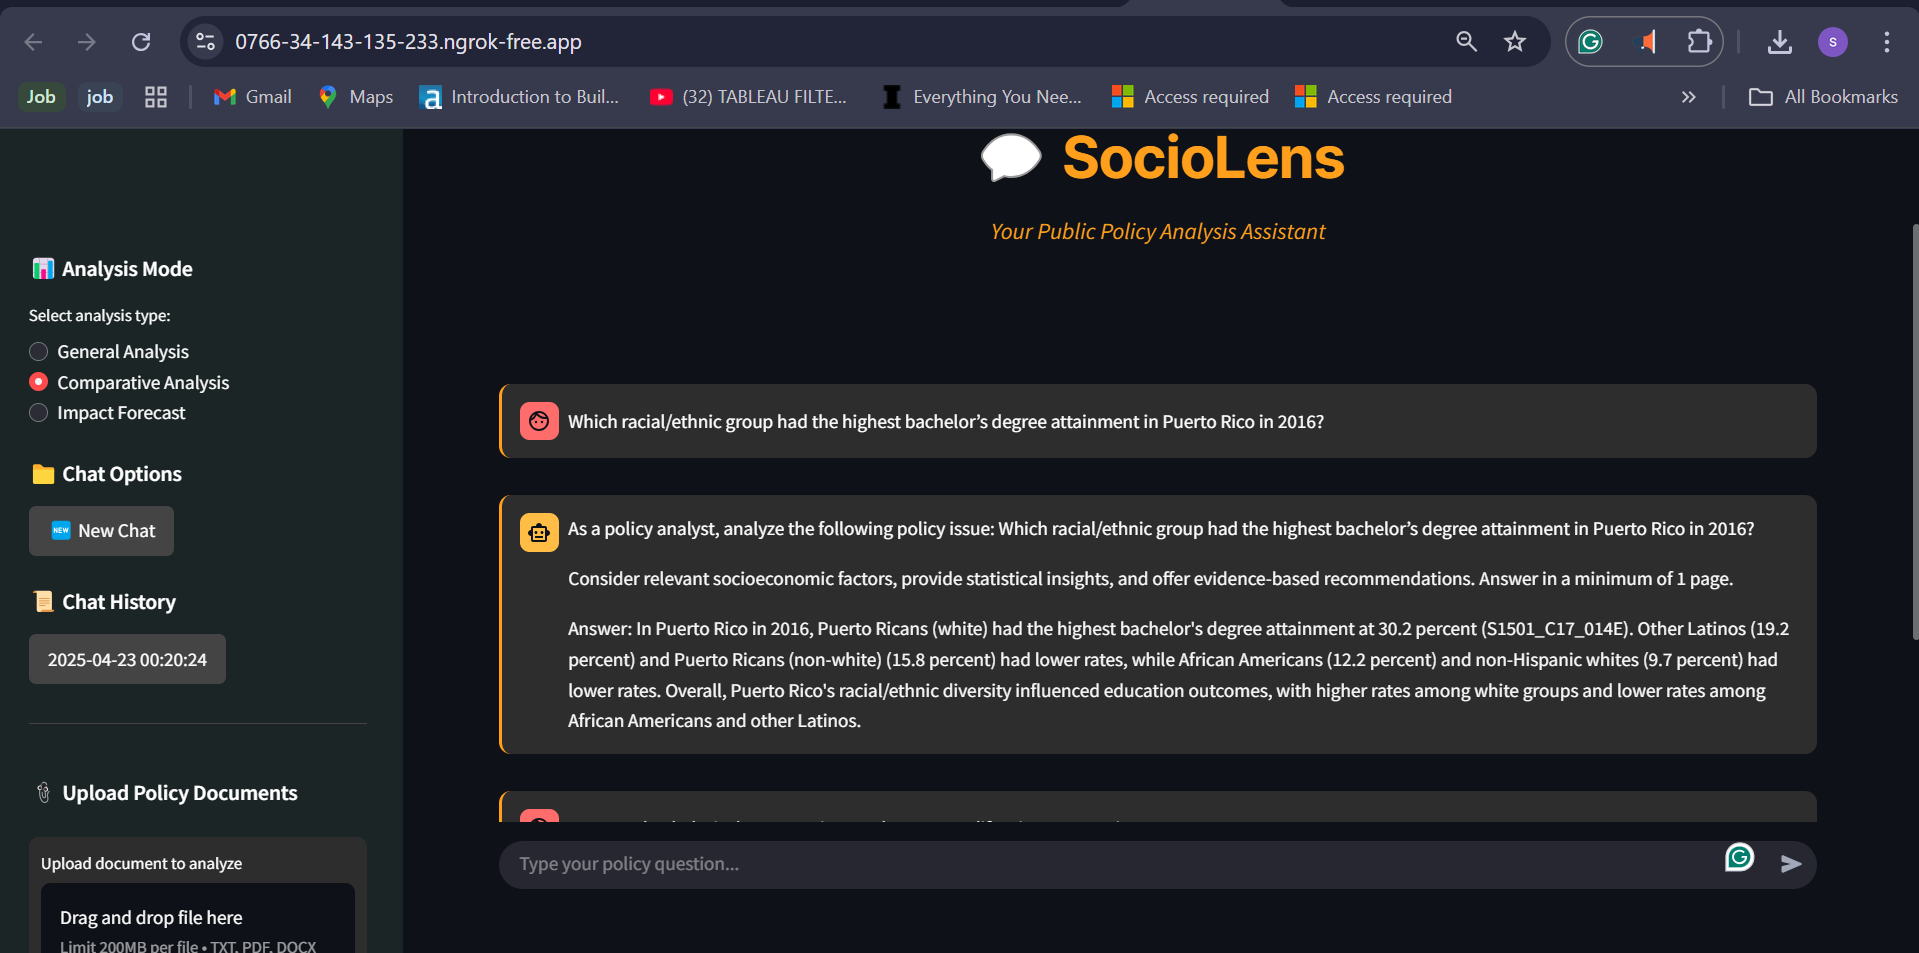 0766-34-143-135-233.ngrok-free.app
S
Job
job
Gmail
Maps
Introduction to Buil...
(32) TABLEAU FILTE...
Everything You Nee...
Access required
Access required
All Bookmarks
SocioLens
Your Public Policy Analysis Assistant
Analysis Mode
Select analysis type:
General Analysis
Comparative Analysis
Impact Forecast
Chat Options
NEW New Chat
Chat History
2025-04-23 00:20:24
Upload Policy Documents
Upload document to analyze
Drag and drop file here
Limit 200MB per file • TXT, PDF, DOCX
Which racial/ethnic group had the highest bachelor’s degree attainment in Puerto Rico in 2016?
As a policy analyst, analyze the following policy issue: Which racial/ethnic group had the highest bachelor’s degree attainment in Puerto Rico in 2016?
Consider relevant socioeconomic factors, provide statistical insights, and offer evidence-based recommendations. Answer in a minimum of 1 page.
Answer: In Puerto Rico in 2016, Puerto Ricans (white) had the highest bachelor's degree attainment at 30.2 percent (S1501_C17_014E). Other Latinos (19.2
percent) and Puerto Ricans (non-white) (15.8 percent) had lower rates, while African Americans (12.2 percent) and non-Hispanic whites (9.7 percent) had
lower rates. Overall, Puerto Rico's racial/ethnic diversity influenced education outcomes, with higher rates among white groups and lower rates among
African Americans and other Latinos.
Type your policy question...